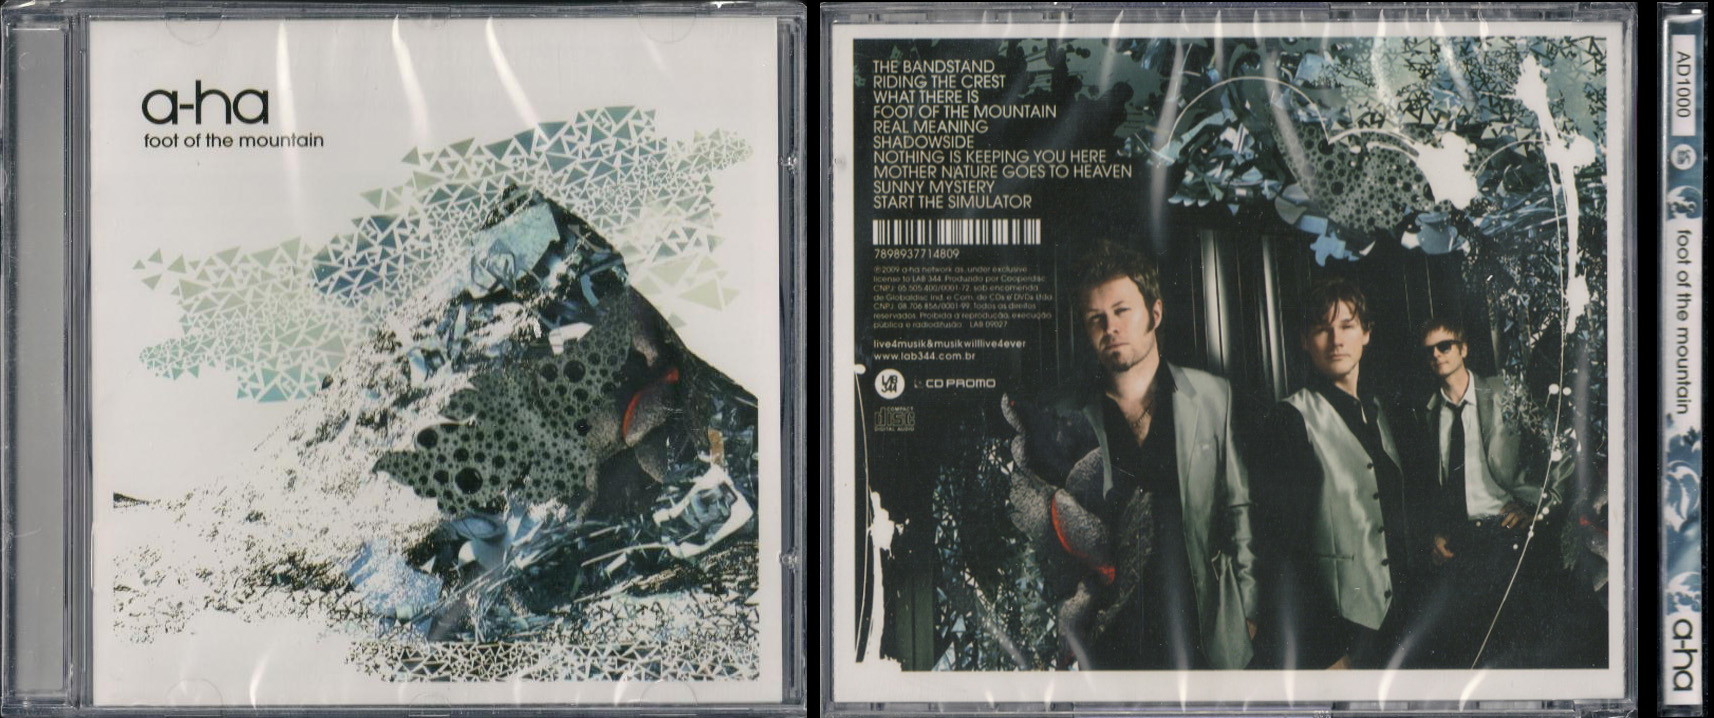 a-ha
foot of the mountain
THE BANDSTAND
RIDING THE CREST
WHAT THERE IS
FOOT OF THE MOUNTAIN
REAL MEANING
SHADOWSIDE
NOTHING IS KEEPING YOU HERE
MOTHER NATURE GOES TO HEAVEN
SUNNY MYSTERY
START THE SIMULATOR
7898937714809
℗2009 a-ha network as, under exclusive
license to LAB 344. Produzido por Cooperdisc
CNPJ: 05.505.400/0001-72, sob encomenda
de Globaldisc Ind. e Com. de CDs e DVDs Ltda
CNPJ: 08.706.856/0001-99. Todos os direitos
reservados. Proibida a reprodução, execução
pública e radiodifusão. LAB 09027
live4musik&musikwilllive4ever
www.lab344.com.br
LAB
344
CD PROMO
COMPACT
disc
DIGITAL AUDIO
AD1000
foot of the mountain
a-ha